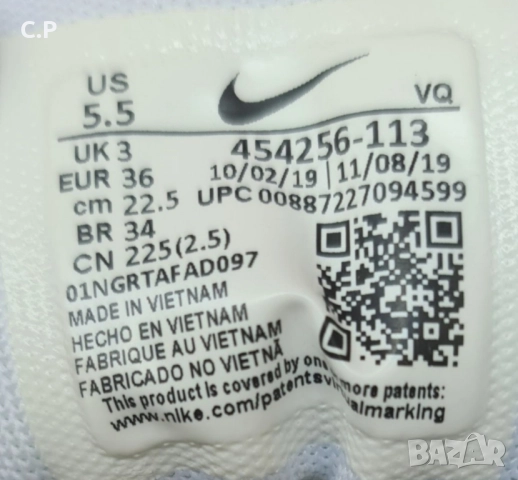 C.P
US
5.5
VQ
UK 3
454256-113
EUR 36
10/02/19 11/08/19
cm 22.5
UPC 00887227094599
BR 34
CN 225(2.5)
01NGRTAFAD097
MADE IN VIETNAM
HECHO EN VIETNAM
FABRIQUE AU VIETNAM
FABRICADO NO VIETNÃ
This product is covered by one more patents:
www.nike.com/patentsvirtualmarking
BAZAR